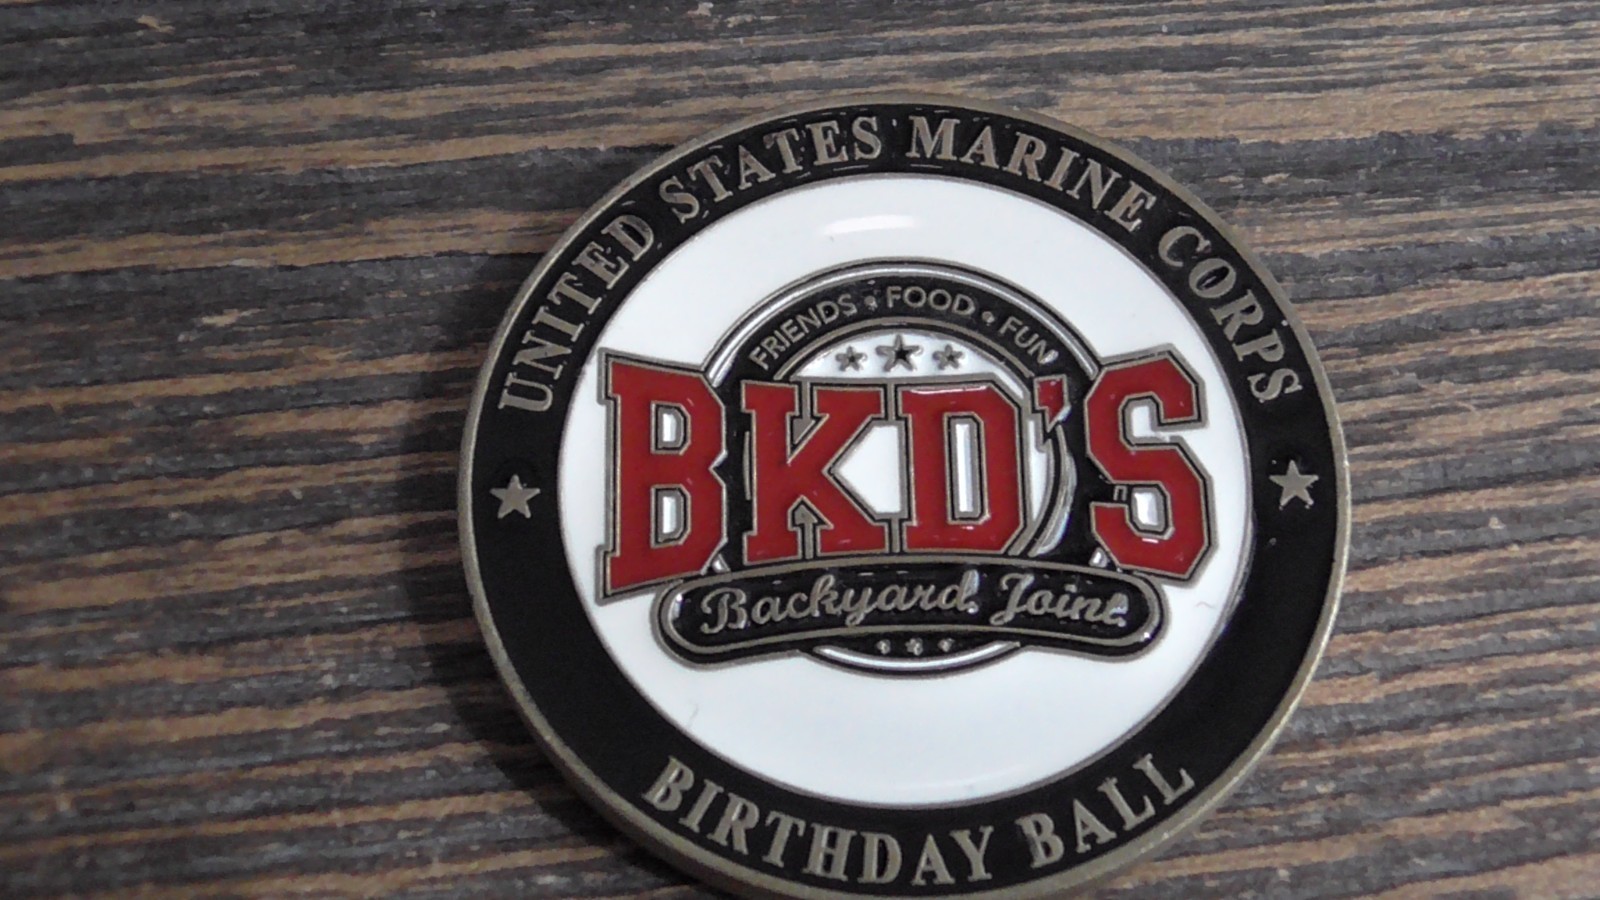 UNITED STATES MARINE CORPS
FRIENDS • FOOD • FUN
BKD'S
Backyard Joint
BIRTHDAY BALL